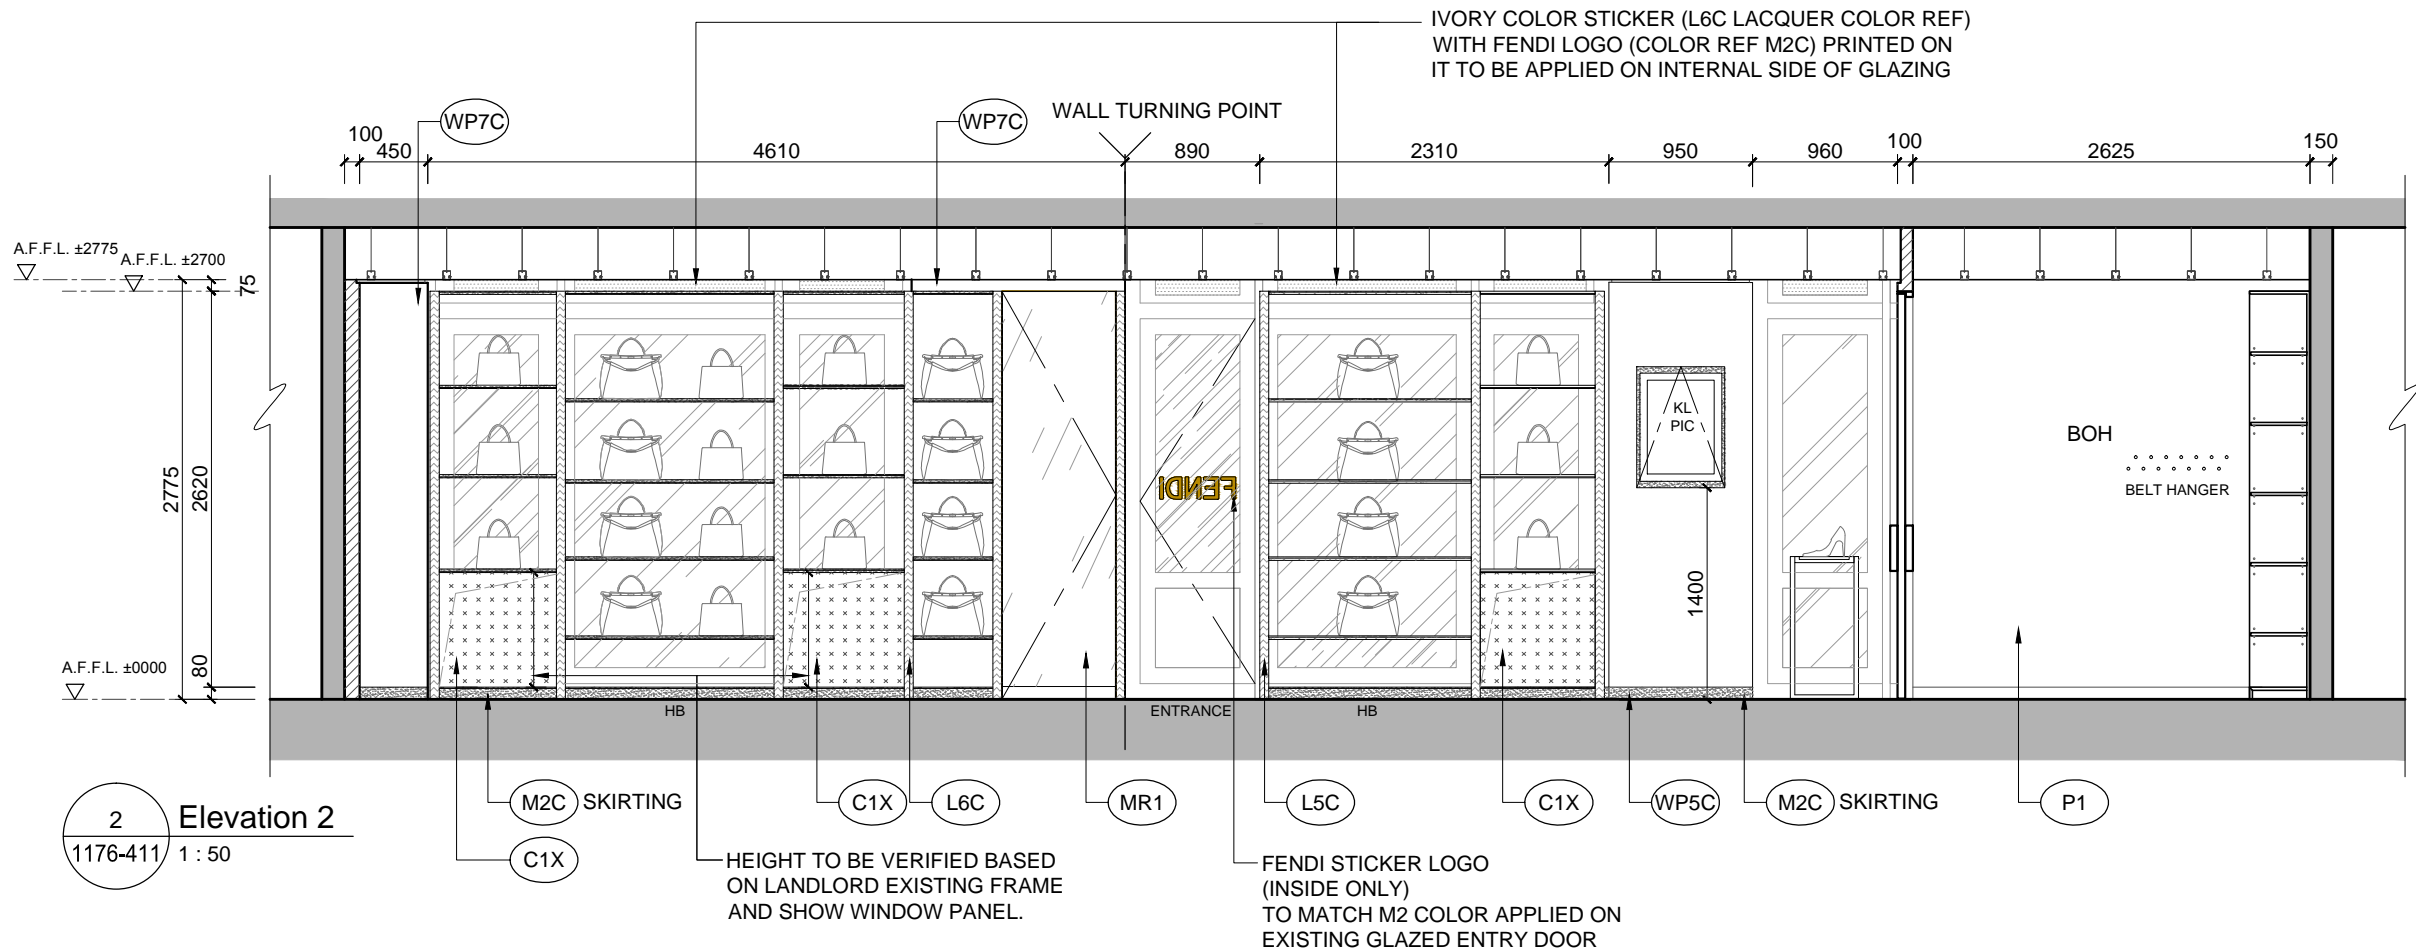 IVORY COLOR STICKER (L6C LACQUER COLOR REF)
WITH FENDI LOGO (COLOR REF M2C) PRINTED ON
IT TO BE APPLIED ON INTERNAL SIDE OF GLAZING
WP7C
WP7C
WALL TURNING POINT
100
450
4610
890
2310
950
960
100
2625
150
A.F.F.L. ±2775
A.F.F.L. ±2700
75
2775
2620
80
A.F.F.L. ±0000
FENDI
KL
PIC
1400
BOH
BELT HANGER
HB
ENTRANCE
HB
M2C SKIRTING
C1X
L6C
MR1
L5C
C1X
WP5C
M2C SKIRTING
P1
C1X
2
1176-411
Elevation 2
1 : 50
HEIGHT TO BE VERIFIED BASED
ON LANDLORD EXISTING FRAME
AND SHOW WINDOW PANEL.
FENDI STICKER LOGO
(INSIDE ONLY)
TO MATCH M2 COLOR APPLIED ON
EXISTING GLAZED ENTRY DOOR